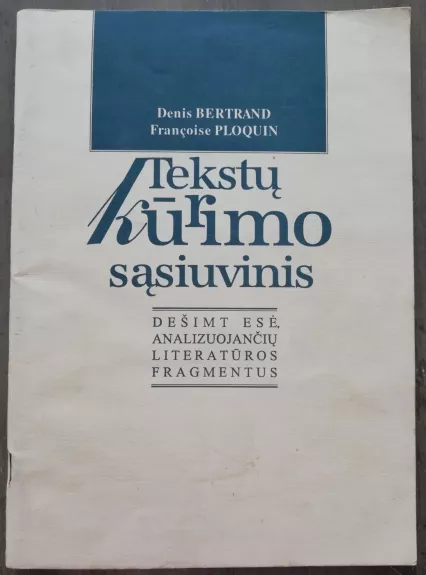 Denis BERTRAND
Françoise PLOQUIN
Tekstų
kūrimo
sąsiuvinis
DEŠIMT ESĖ,
ANALIZUOJANČIŲ
LITERATŪROS
FRAGMENTUS